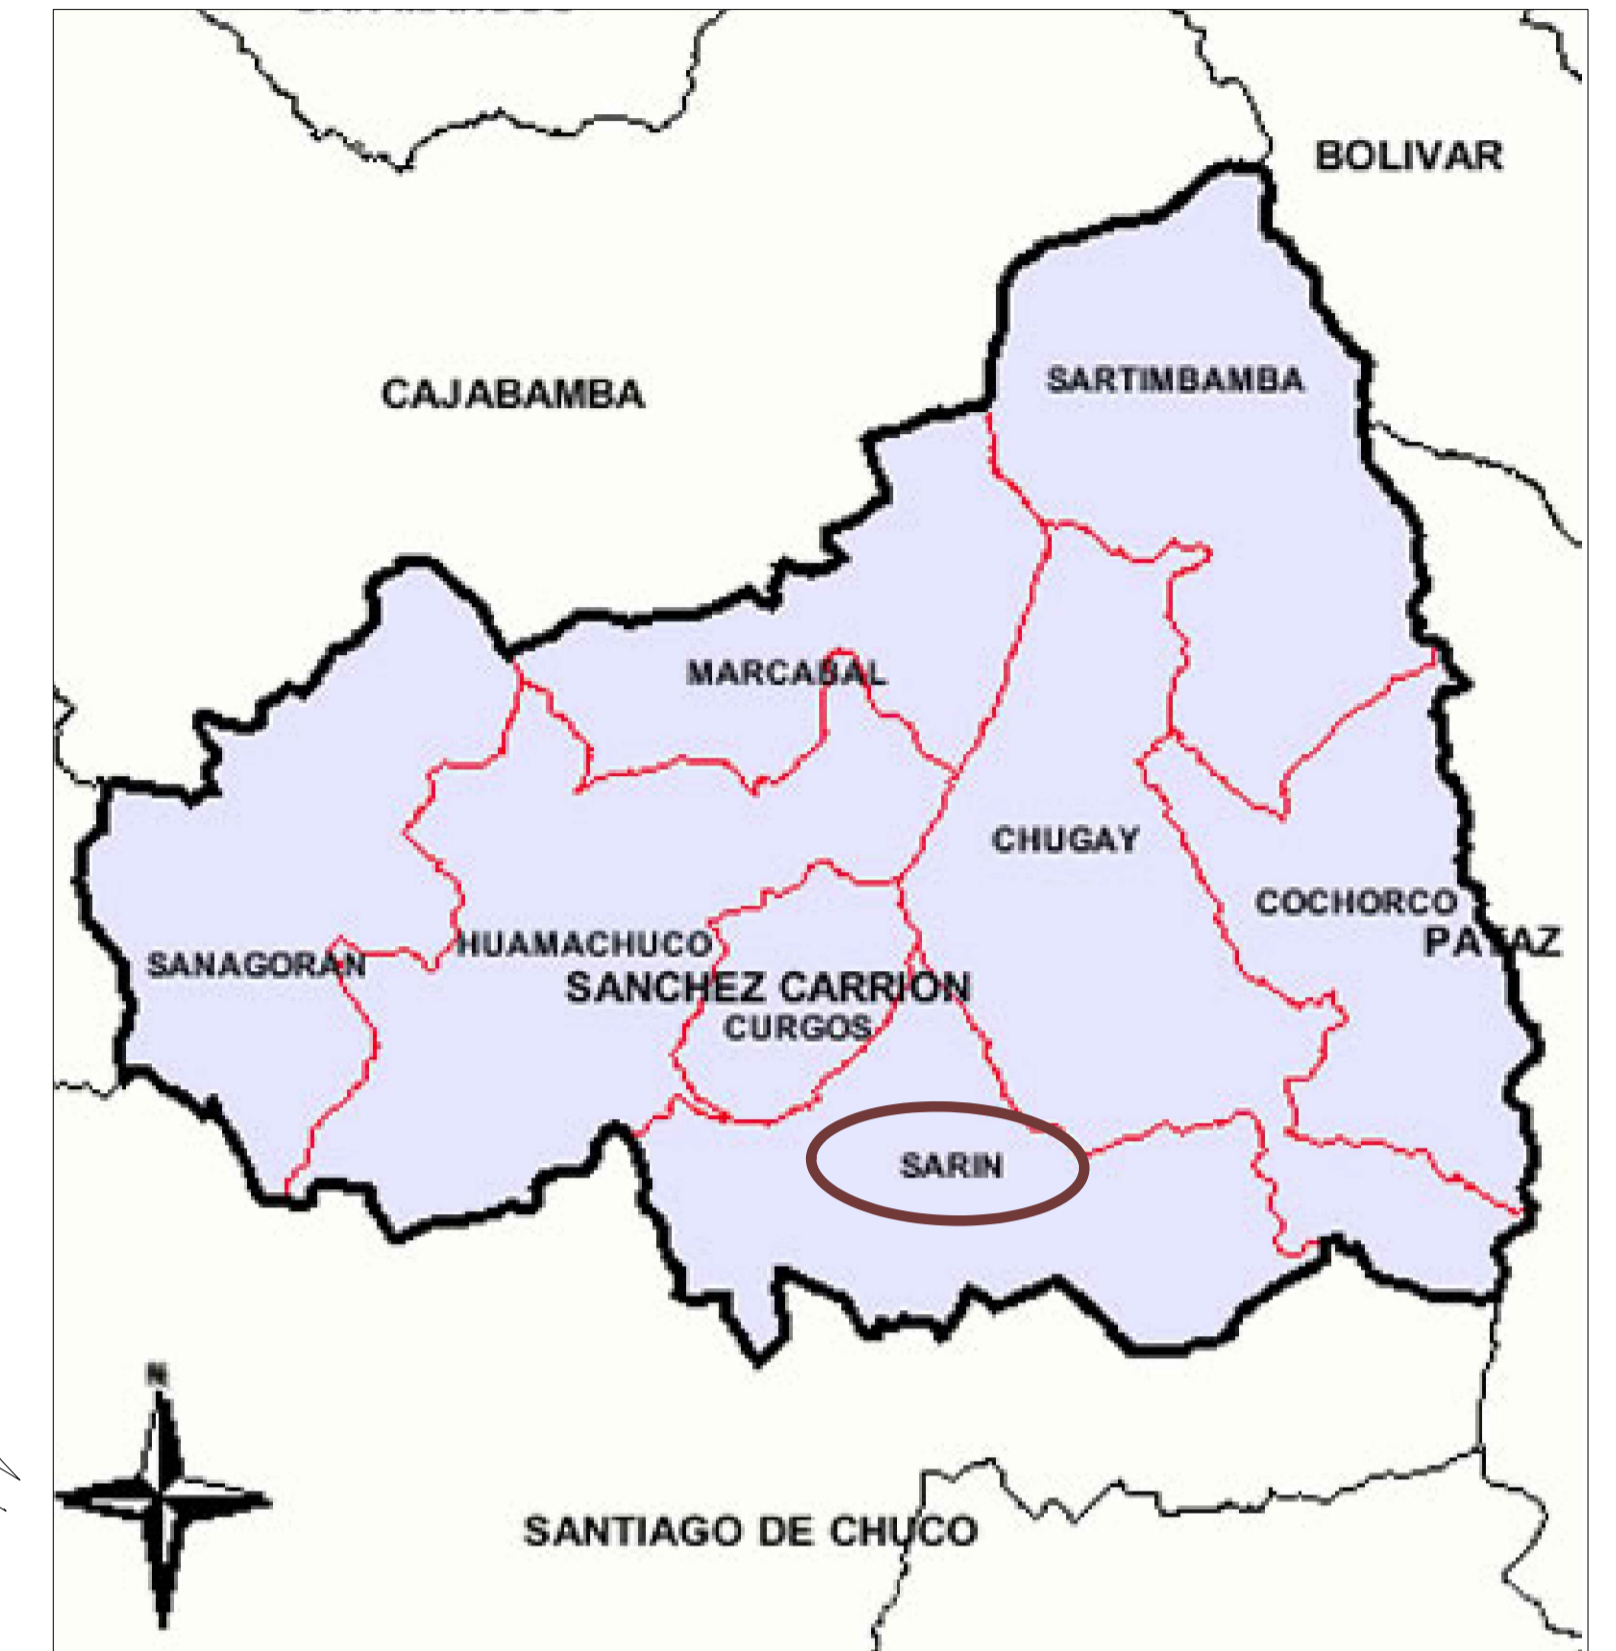 BOLIVAR
SARTIMBAMBA
CAJABAMBA
MARCABAL
CHUGAY
COCHORCO
PATAZ
HUAMACHUCO
SANAGORAN
SANCHEZ CARRION
CURGOS
SARIN
N
SANTIAGO DE CHUCO